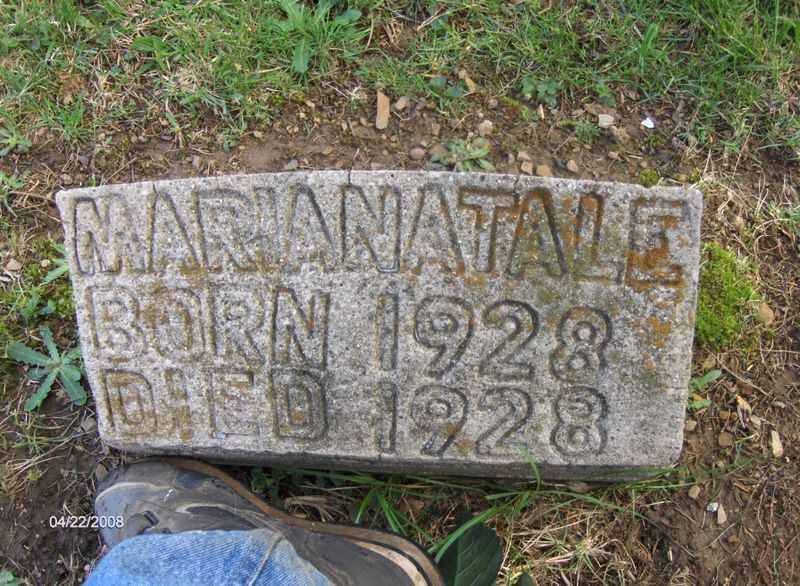 MARIANATALE
BORN 1928
DIED 1928
04/22/2008